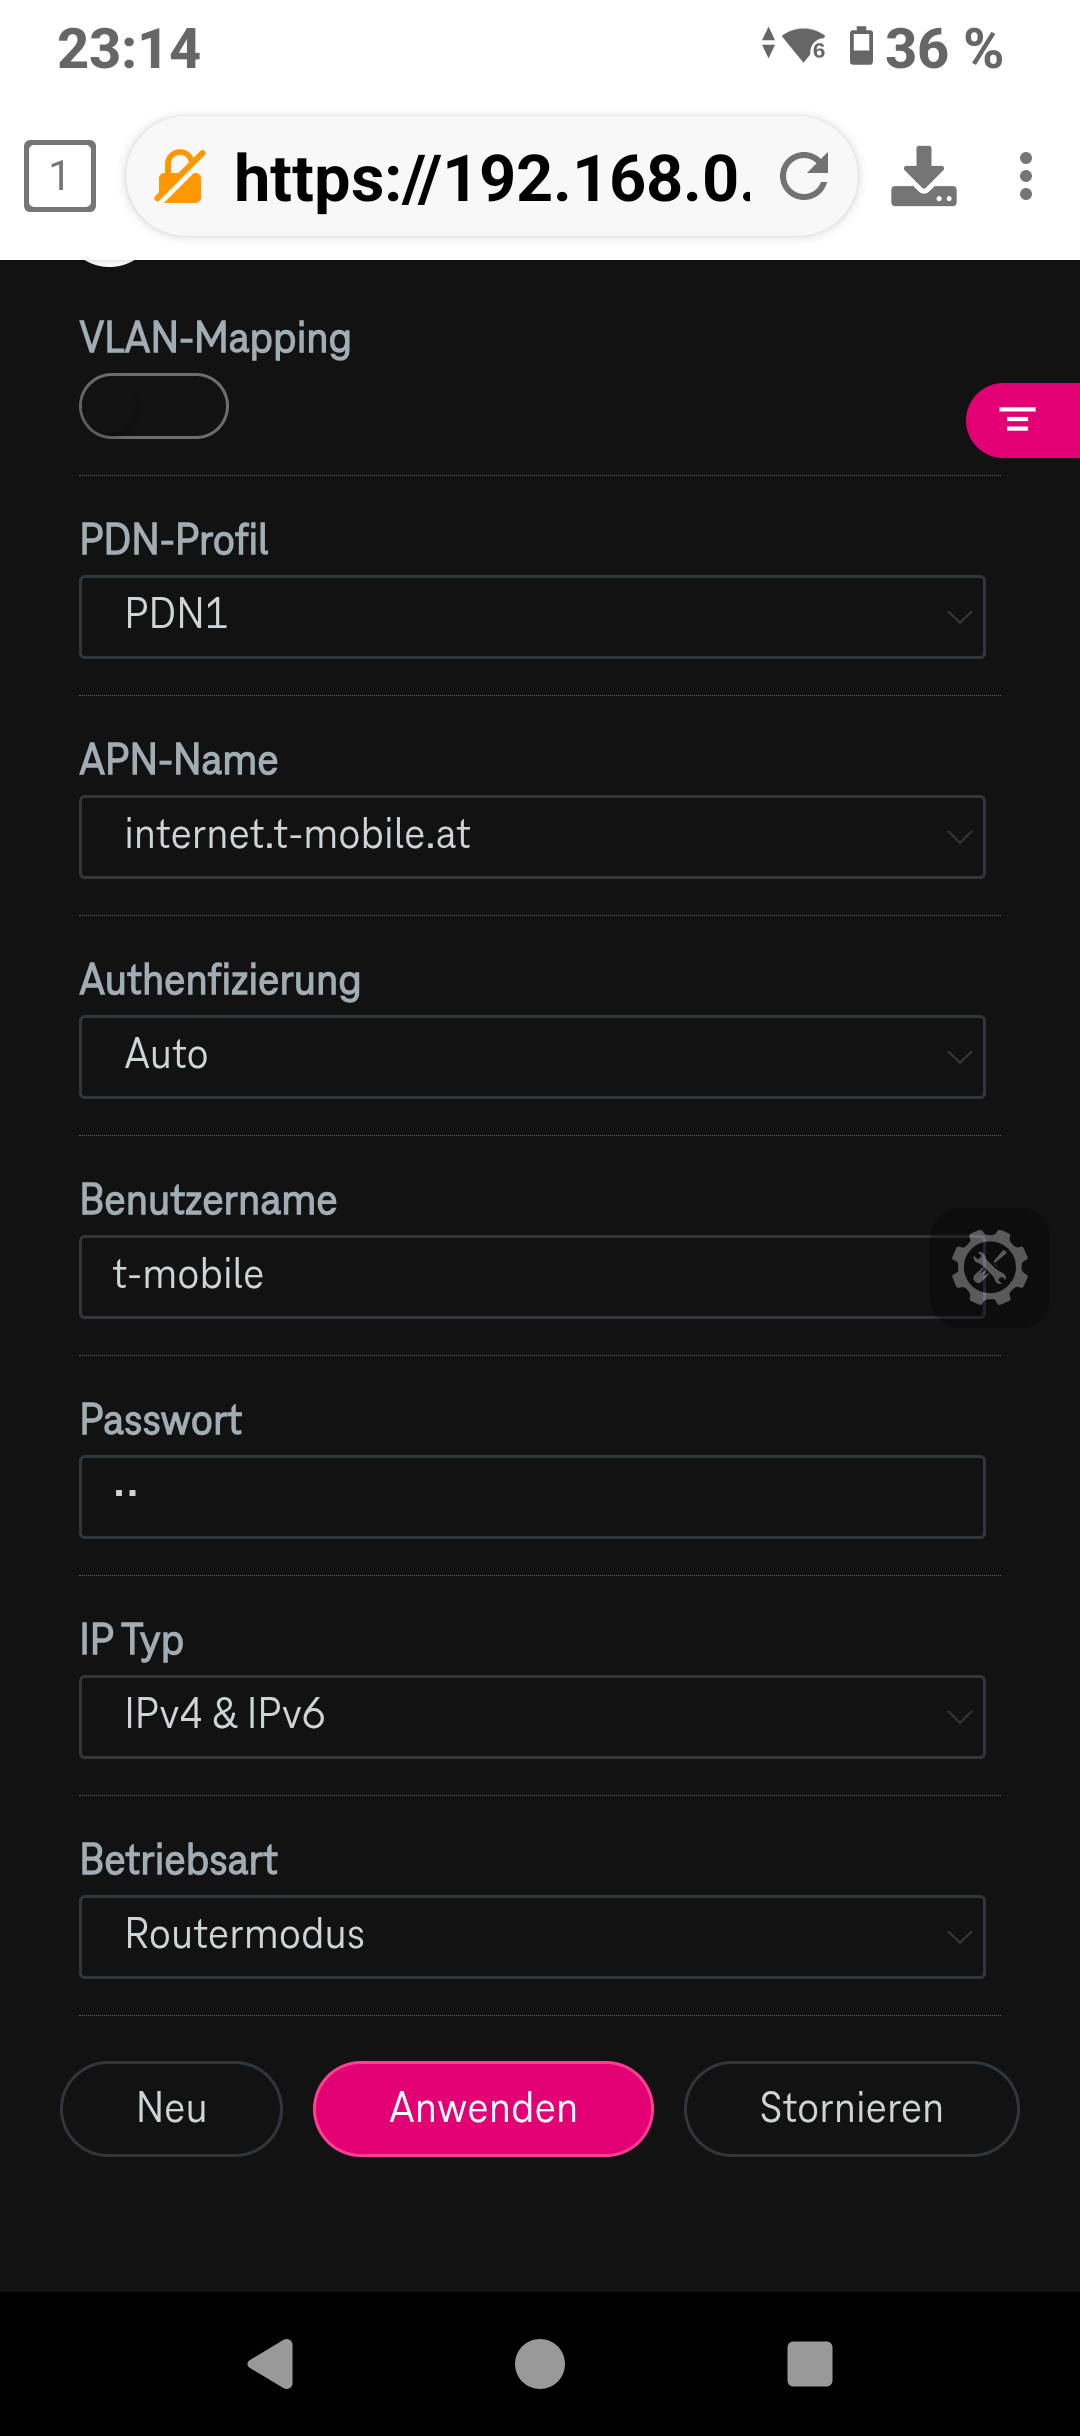 23:14
6
36 %
1
https://192.168.0.
VLAN-Mapping
PDN-Profil
PDN1
APN-Name
internet.t-mobile.at
Authenfizierung
Auto
Benutzername
t-mobile
Passwort
··
IP Typ
IPv4 & IPv6
Betriebsart
Routermodus
Neu
Anwenden
Stornieren